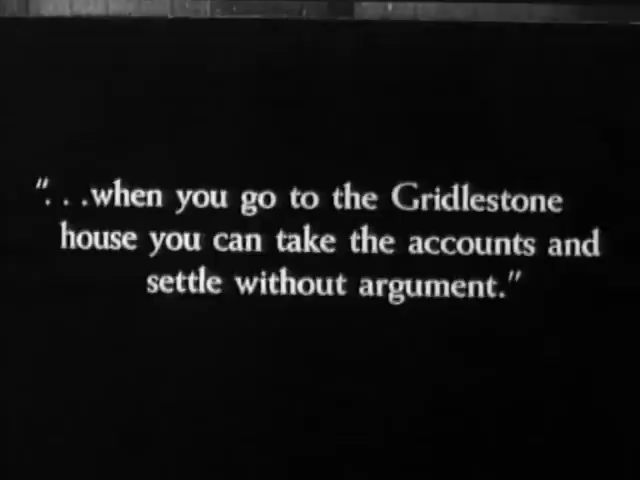 ". . .when you go to the Gridlestone
house you can take the accounts and
settle without argument."